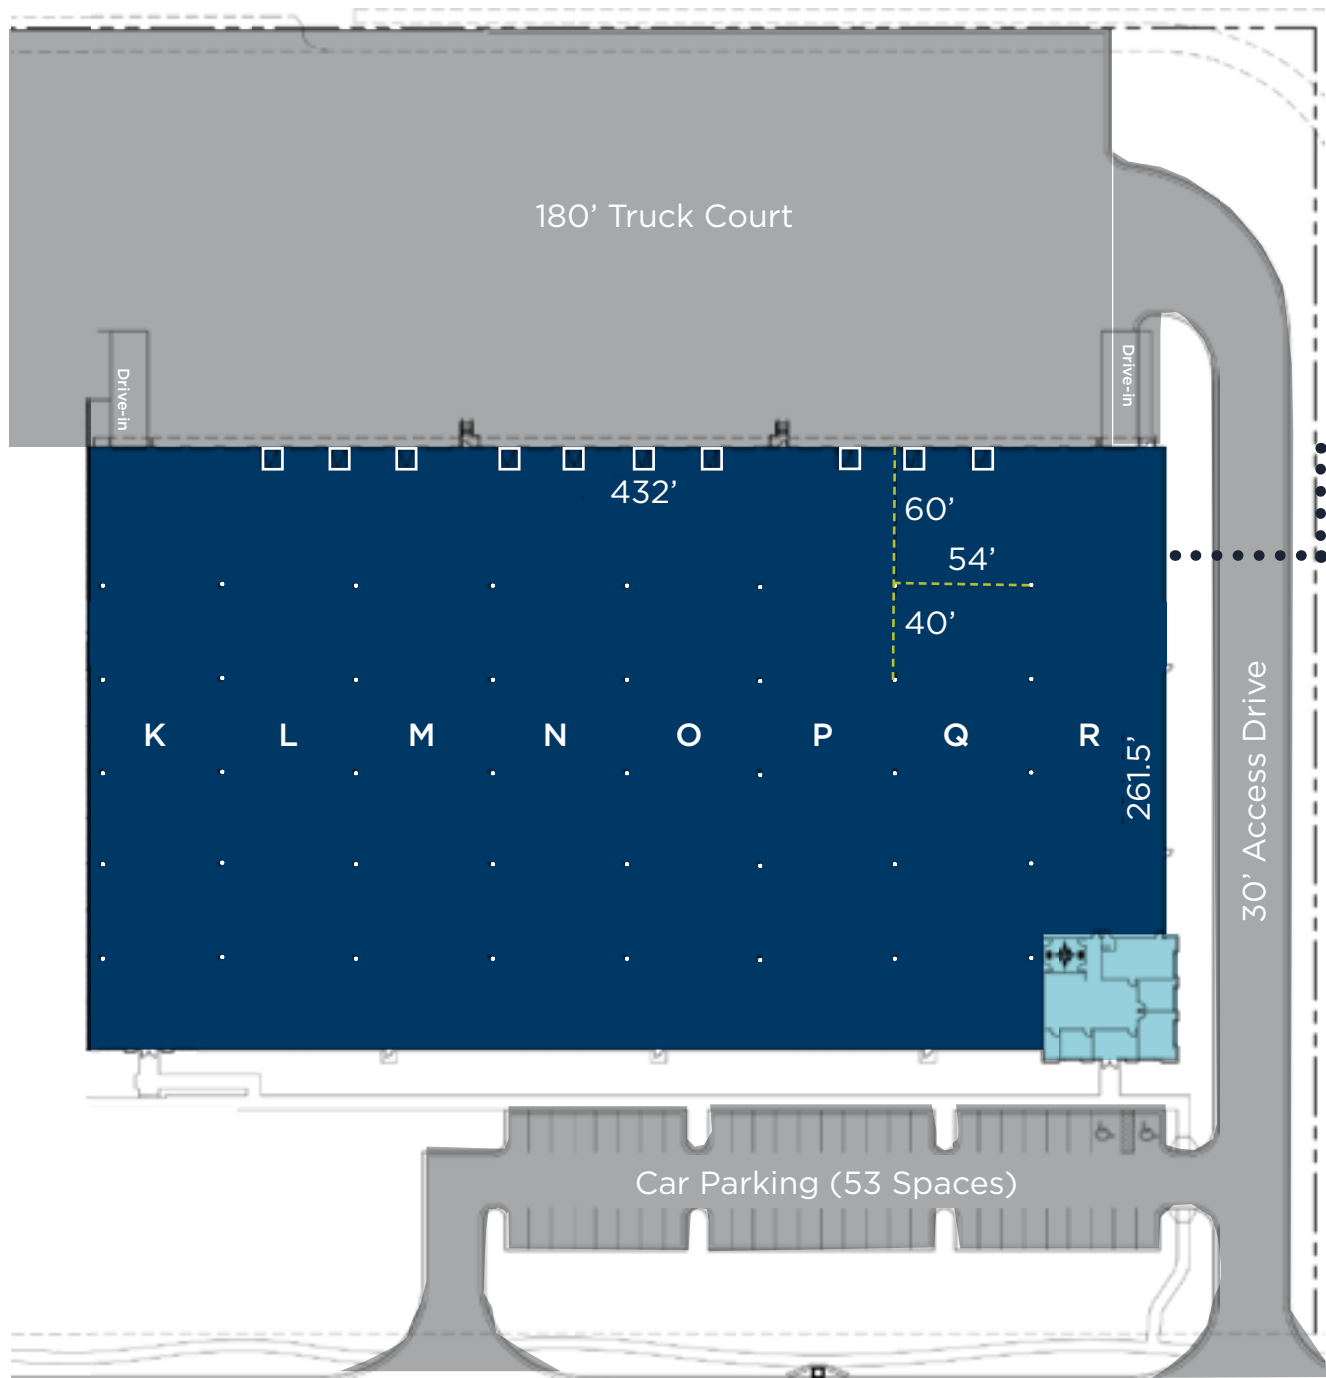 180’ Truck Court
Drive-in
Drive-in
432’
60’
54’
40’
K L M N O P Q R
261.5’
30’ Access Drive
Car Parking (53 Spaces)